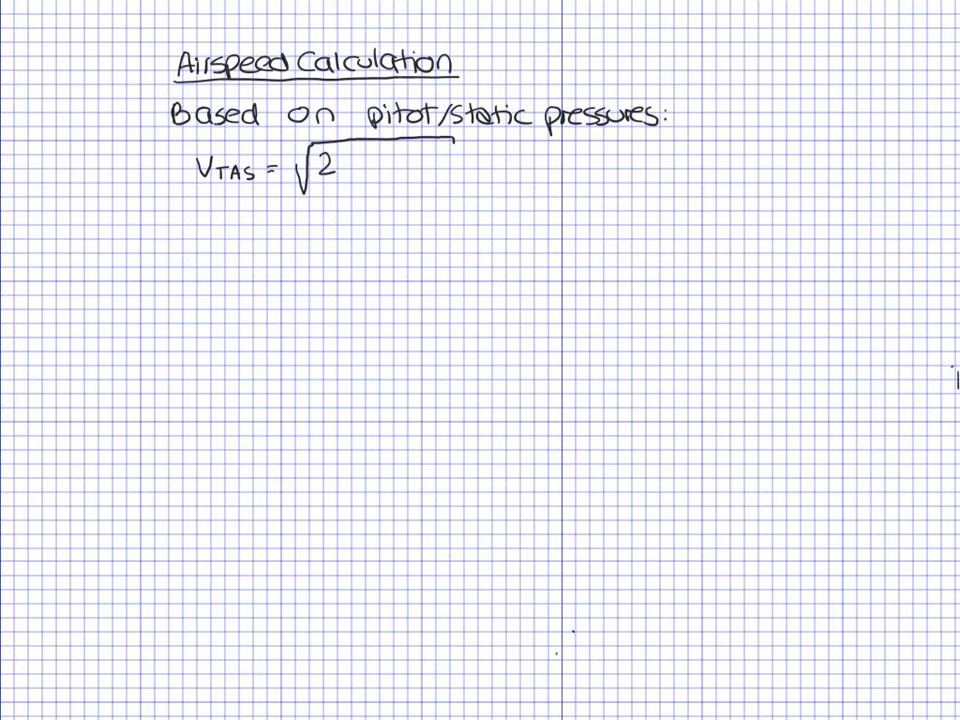 Airspeed Calculation
Based on pitot/static pressures:
VTAS = √2